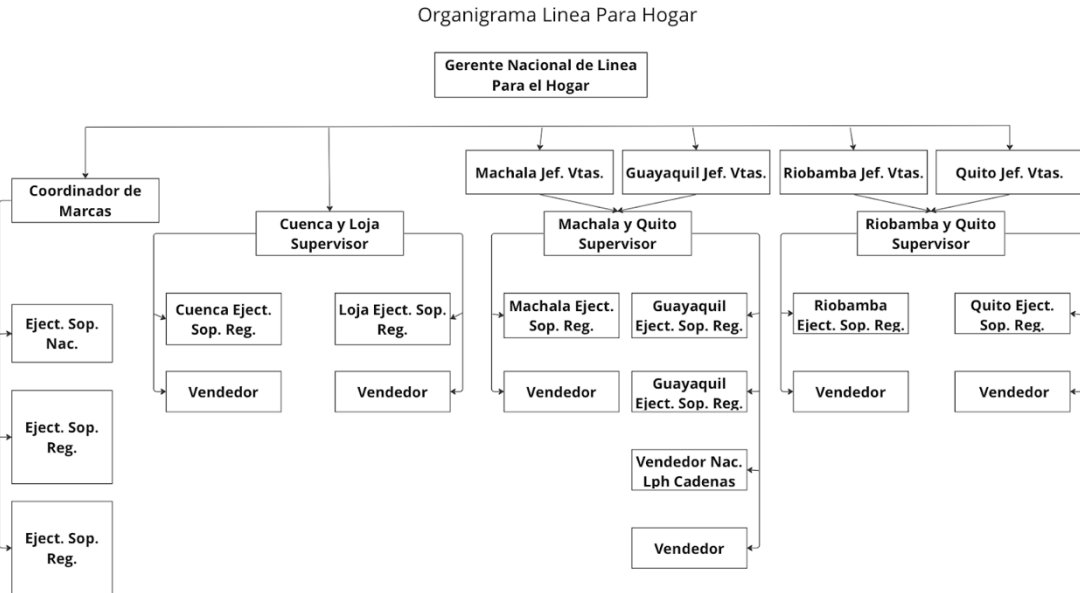 Organigrama Linea Para Hogar
Gerente Nacional de Linea
Para el Hogar
Machala Jef. Vtas.
Guayaquil Jef. Vtas.
Riobamba Jef. Vtas.
Quito Jef. Vtas.
Coordinador de
Marcas
Cuenca y Loja
Supervisor
Machala y Quito
Supervisor
Riobamba y Quito
Supervisor
Cuenca Eject.
Sop. Reg.
Loja Eject. Sop.
Reg.
Machala Eject.
Sop. Reg.
Guayaquil
Eject. Sop. Reg.
Riobamba
Eject. Sop. Reg.
Quito Eject.
Sop. Reg.
Eject. Sop.
Nac.
Vendedor
Vendedor
Vendedor
Guayaquil
Eject. Sop. Reg.
Vendedor
Vendedor
Eject. Sop.
Reg.
Vendedor Nac.
Lph Cadenas
Eject. Sop.
Reg.
Vendedor